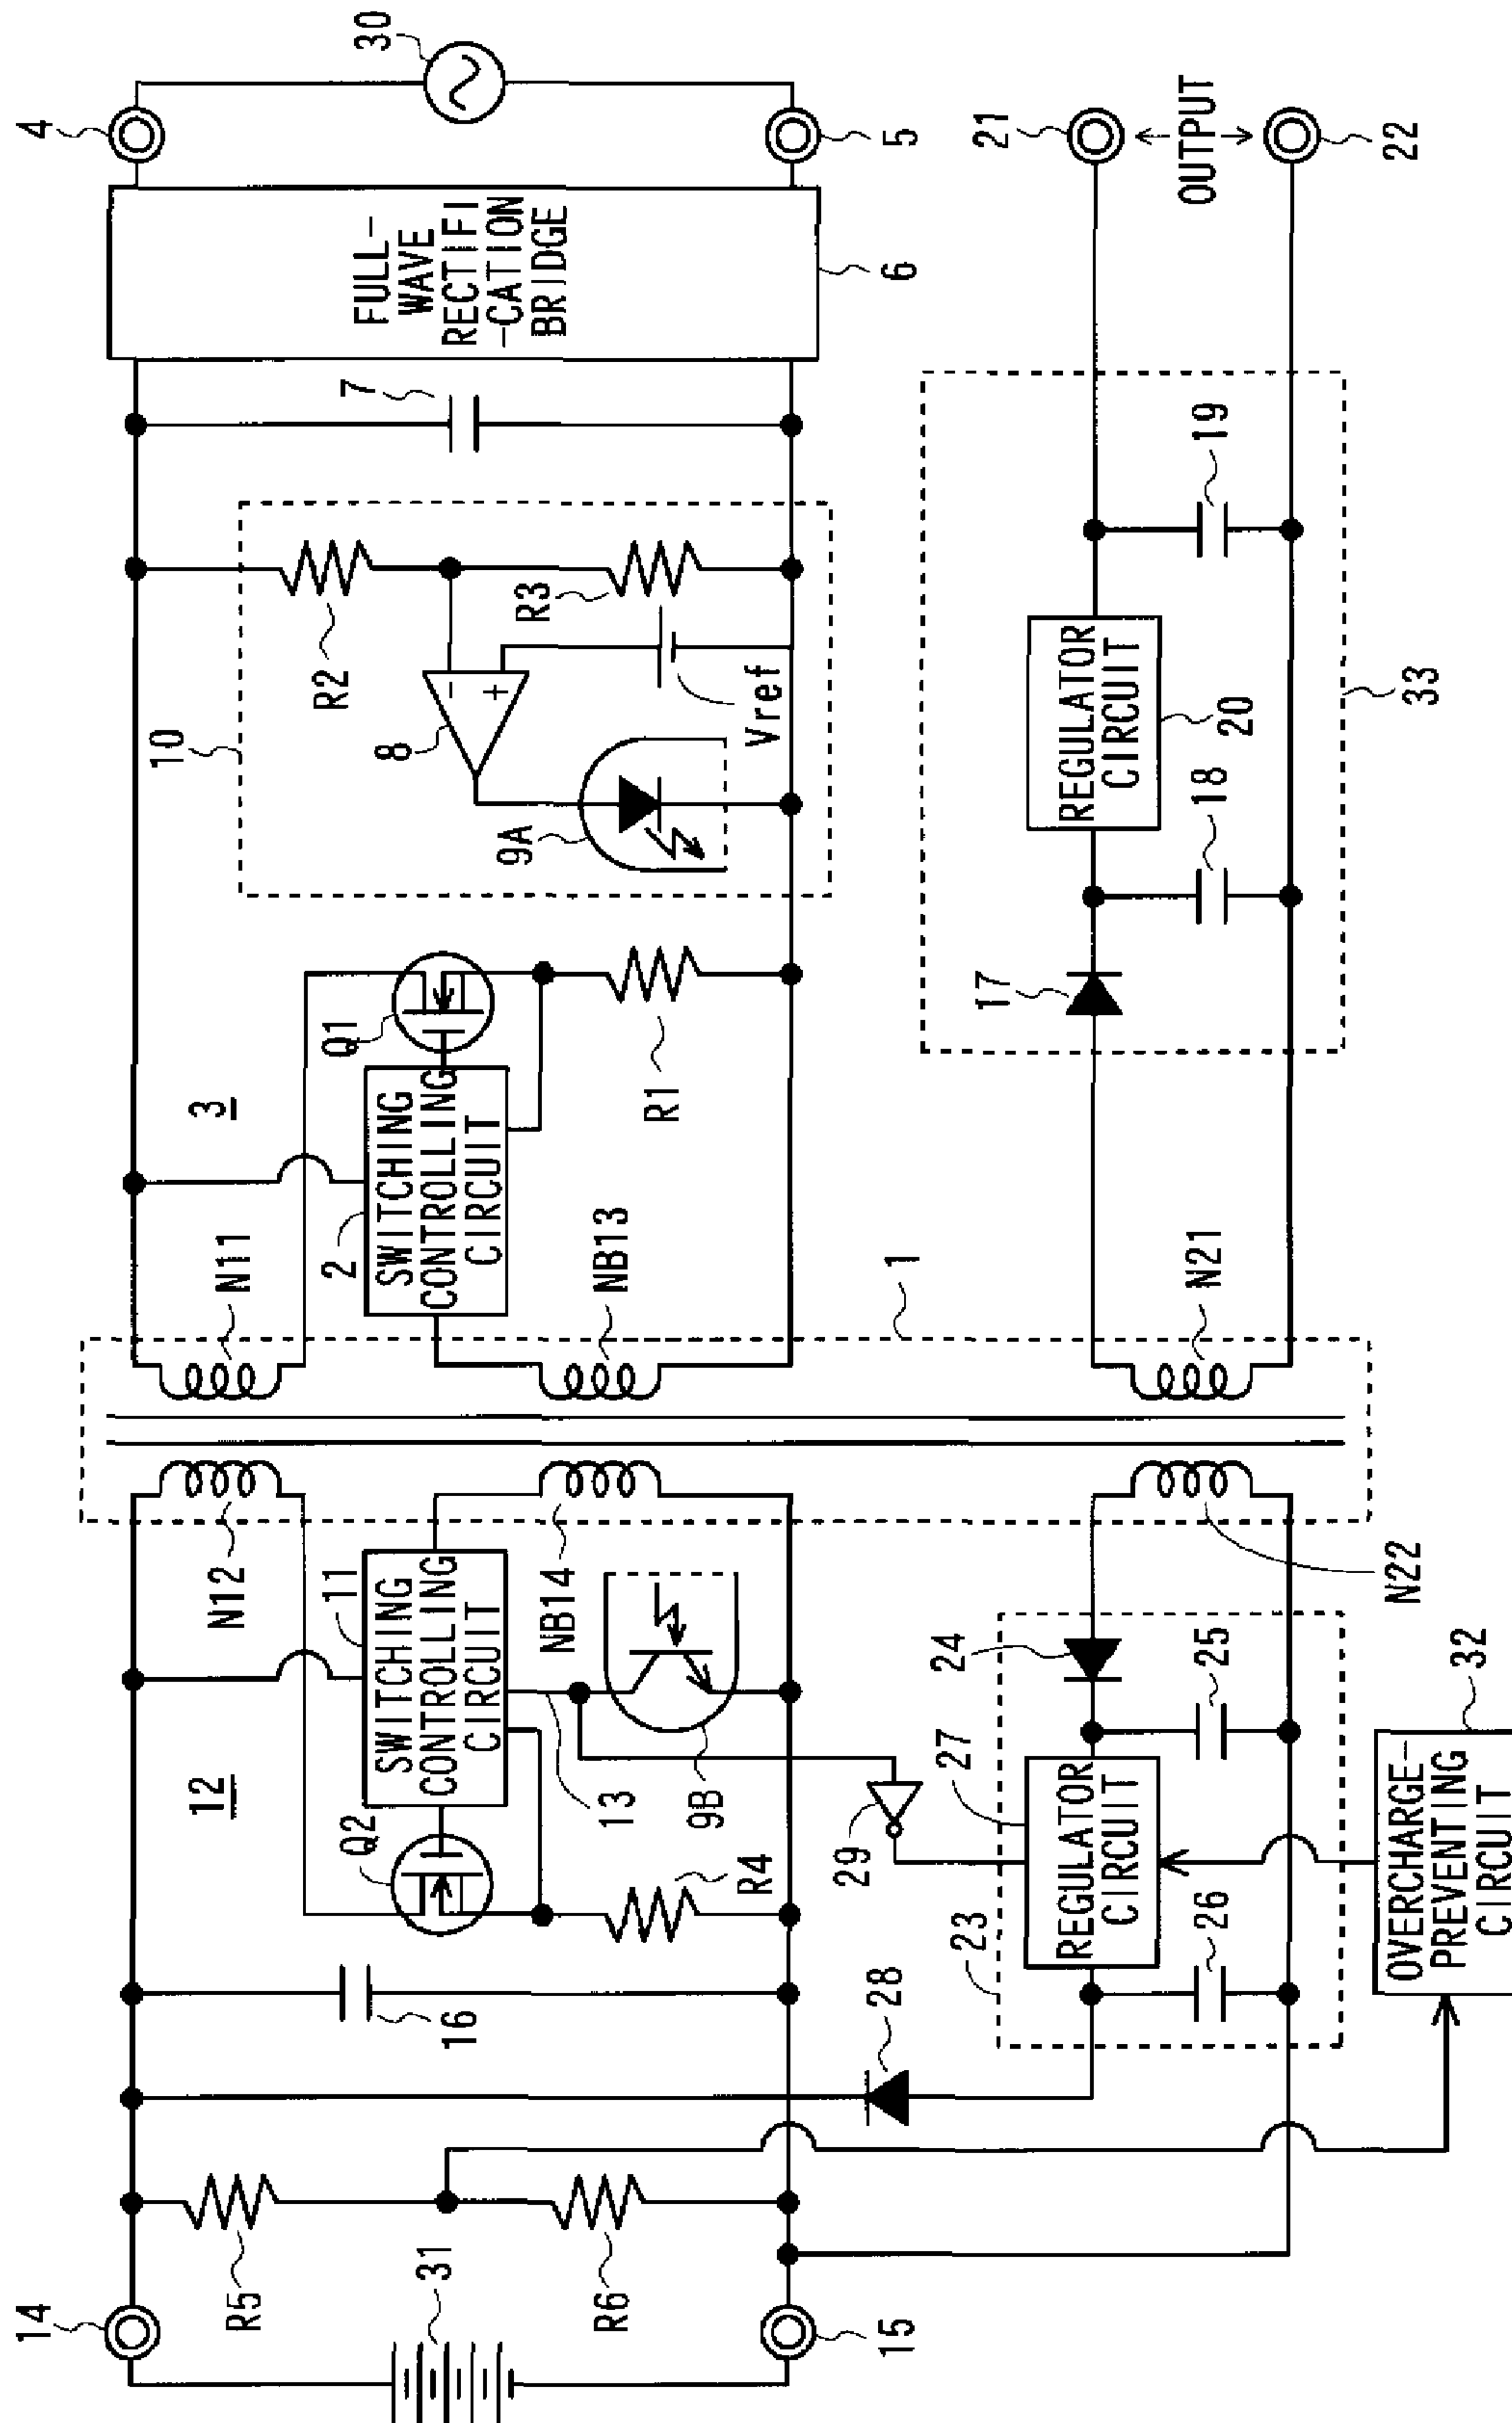 30
4
5
21
OUTPUT
22
FULL-
WAVE
RECTIFI
-CATION
BRIDGE
6
7
19
R2
R3
10
8
Vref
9A
REGULATOR
CIRCUIT
20
33
18
17
Q1
R1
3
2
SWITCHING
CONTROLLING
CIRCUIT
N11
NB13
1
N21
N12
11
SWITCHING
CONTROLLING
CIRCUIT
NB14
N22
12
Q2
13
9B
24
25
32
27
29
R4
REGULATOR
CIRCUIT
OVERCHARGE-
PREVENTING
CIRCUIT
23
26
16
28
R5
R6
31
14
15